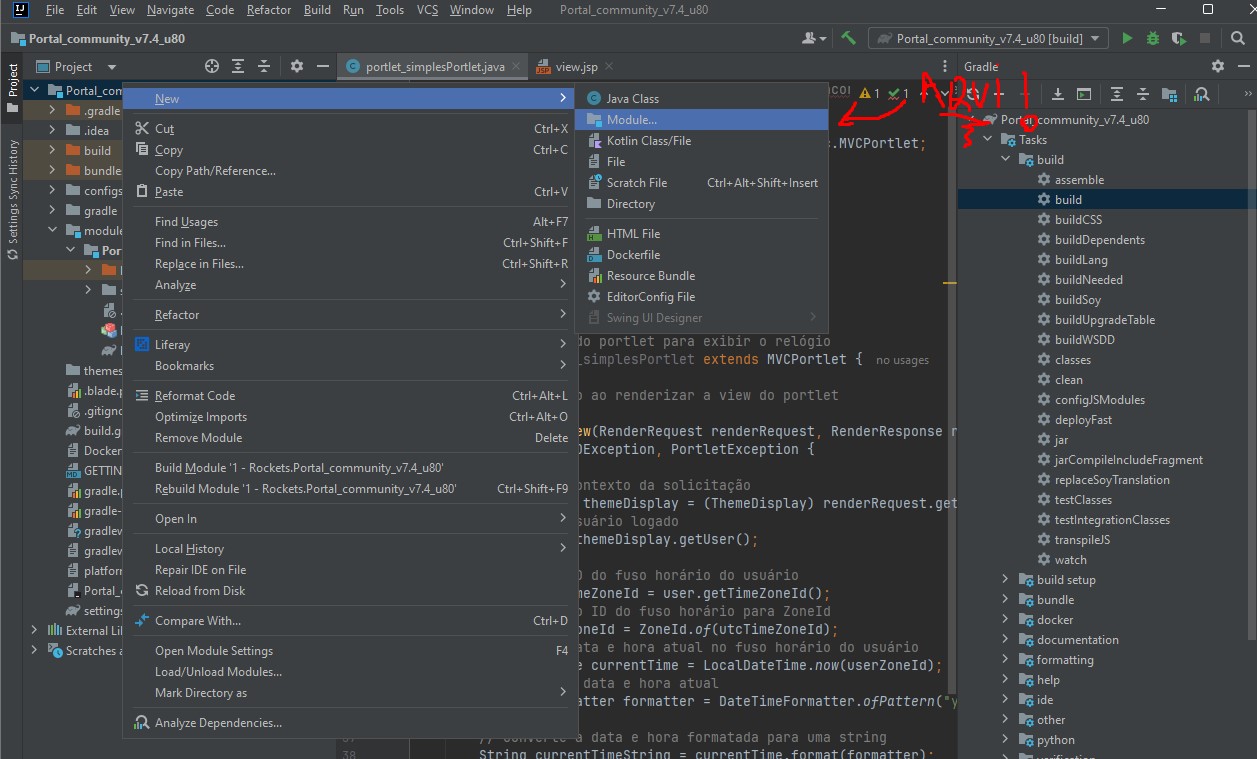 File Edit View Navigate Code Refactor Build Run Tools VCS Window Help Portal_community_v7.4_u80
Portal_community_v7.4_u80
Portal_community_v7.4_u80 [build]
Project
portlet_simplesPortlet.java
view.jsp
Gradle
Project
Settings Sync History
Portal_com
.gradle
.idea
build
bundle
configs
gradle
module
Por
themes
.blade.p
.gitigno
build.g
Docker
GETTIN
gradle.p
gradle-
gradlev
gradlew
platfor
Portal_
settings
External Lib
Scratches a
New
Cut Ctrl+X
Copy Ctrl+C
Copy Path/Reference...
Paste Ctrl+V
Find Usages Alt+F7
Find in Files... Ctrl+Shift+F
Replace in Files... Ctrl+Shift+R
Analyze
Refactor
Liferay
Bookmarks
Reformat Code Ctrl+Alt+L
Optimize Imports Ctrl+Alt+O
Remove Module Delete
Build Module '1 - Rockets.Portal_community_v7.4_u80'
Rebuild Module '1 - Rockets.Portal_community_v7.4_u80' Ctrl+Shift+F9
Open In
Local History
Repair IDE on File
Reload from Disk
Compare With... Ctrl+D
Open Module Settings F4
Load/Unload Modules...
Mark Directory as
Analyze Dependencies...
Java Class
Module...
Kotlin Class/File
File
Scratch File Ctrl+Alt+Shift+Insert
Directory
HTML File
Dockerfile
Resource Bundle
EditorConfig File
Swing UI Designer
1 1
c.MVCPortlet;
do portlet para exibir o relógio
_simplesPortlet extends MVCPortlet { no usages
o ao renderizar a view do portlet
ew(RenderRequest renderRequest, RenderResponse r
OException, PortletException {
contexto da solicitação
themeDisplay = (ThemeDisplay) renderRequest.get
suário logado
themeDisplay.getUser();
D do fuso horário do usuário
meZoneId = user.getTimeZoneId();
o ID do fuso horário para ZoneId
oneId = ZoneId.of(utcTimeZoneId);
ata e hora atual no fuso horário do usuário
e currentTime = LocalDateTime.now(userZoneId);
data e hora atual
atter formatter = DateTimeFormatter.ofPattern("y
// Converte a data e hora formatada para uma string
38 String currentTimeString = currentTime.format(formatter);
Portal_community_v7.4_u80
Tasks
build
assemble
build
buildCSS
buildDependents
buildLang
buildNeeded
buildSoy
buildUpgradeTable
buildWSDD
classes
clean
configJSModules
deployFast
jar
jarCompileIncludeFragment
replaceSoyTranslation
testClasses
testIntegrationClasses
transpileJS
watch
build setup
bundle
docker
documentation
formatting
help
ide
other
python
verification